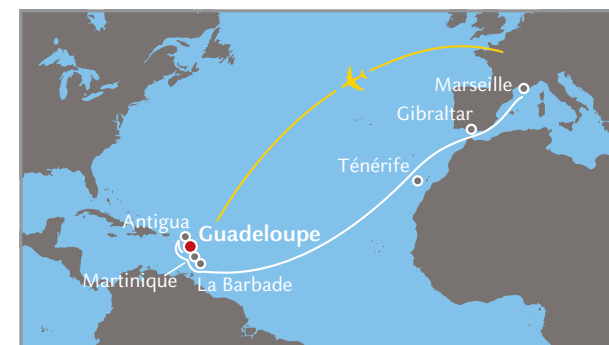 Marseille
Gibraltar
Ténérife
Antigua
Guadeloupe
Martinique
La Barbade